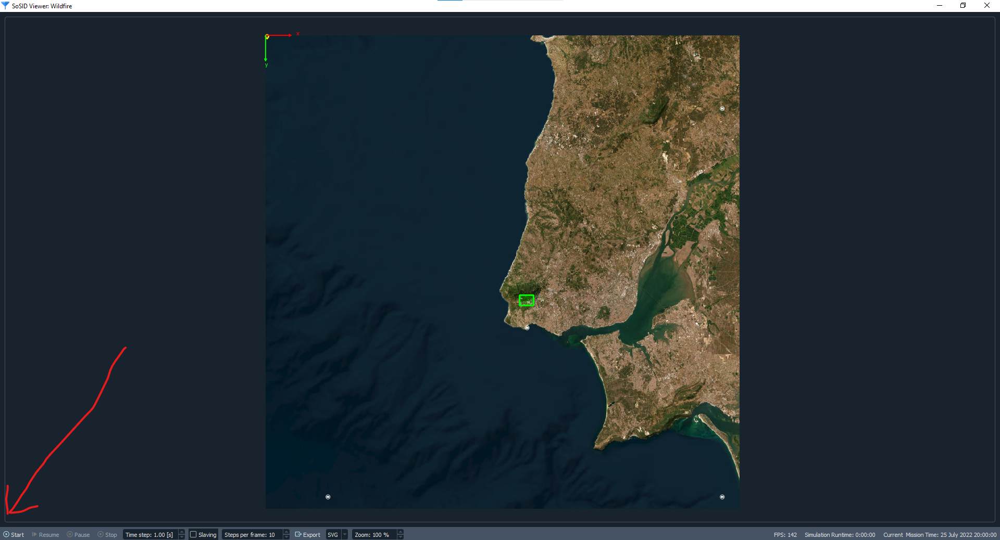 SoSID Viewer: Wildfire
x
y
H
H
H
H
Start Resume Pause Stop Time step: 1.00 [s] Slaving Steps per frame: 10 Export SVG Zoom: 100 % FPS: 142 Simulation Runtime: 0:00:00 Current Mission Time: 25 July 2022 20:00:00